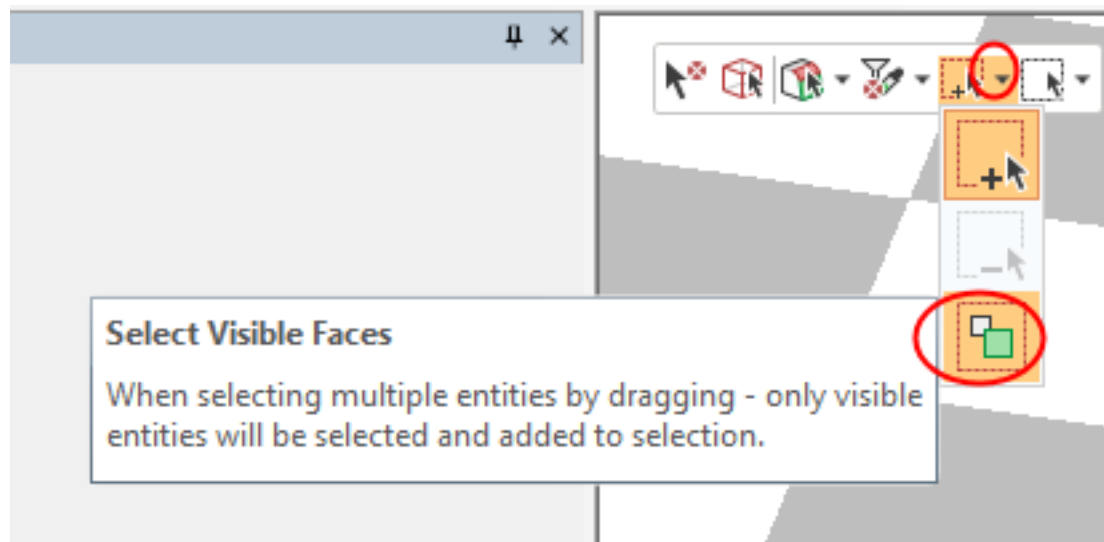 Select Visible Faces
When selecting multiple entities by dragging - only visible
entities will be selected and added to selection.